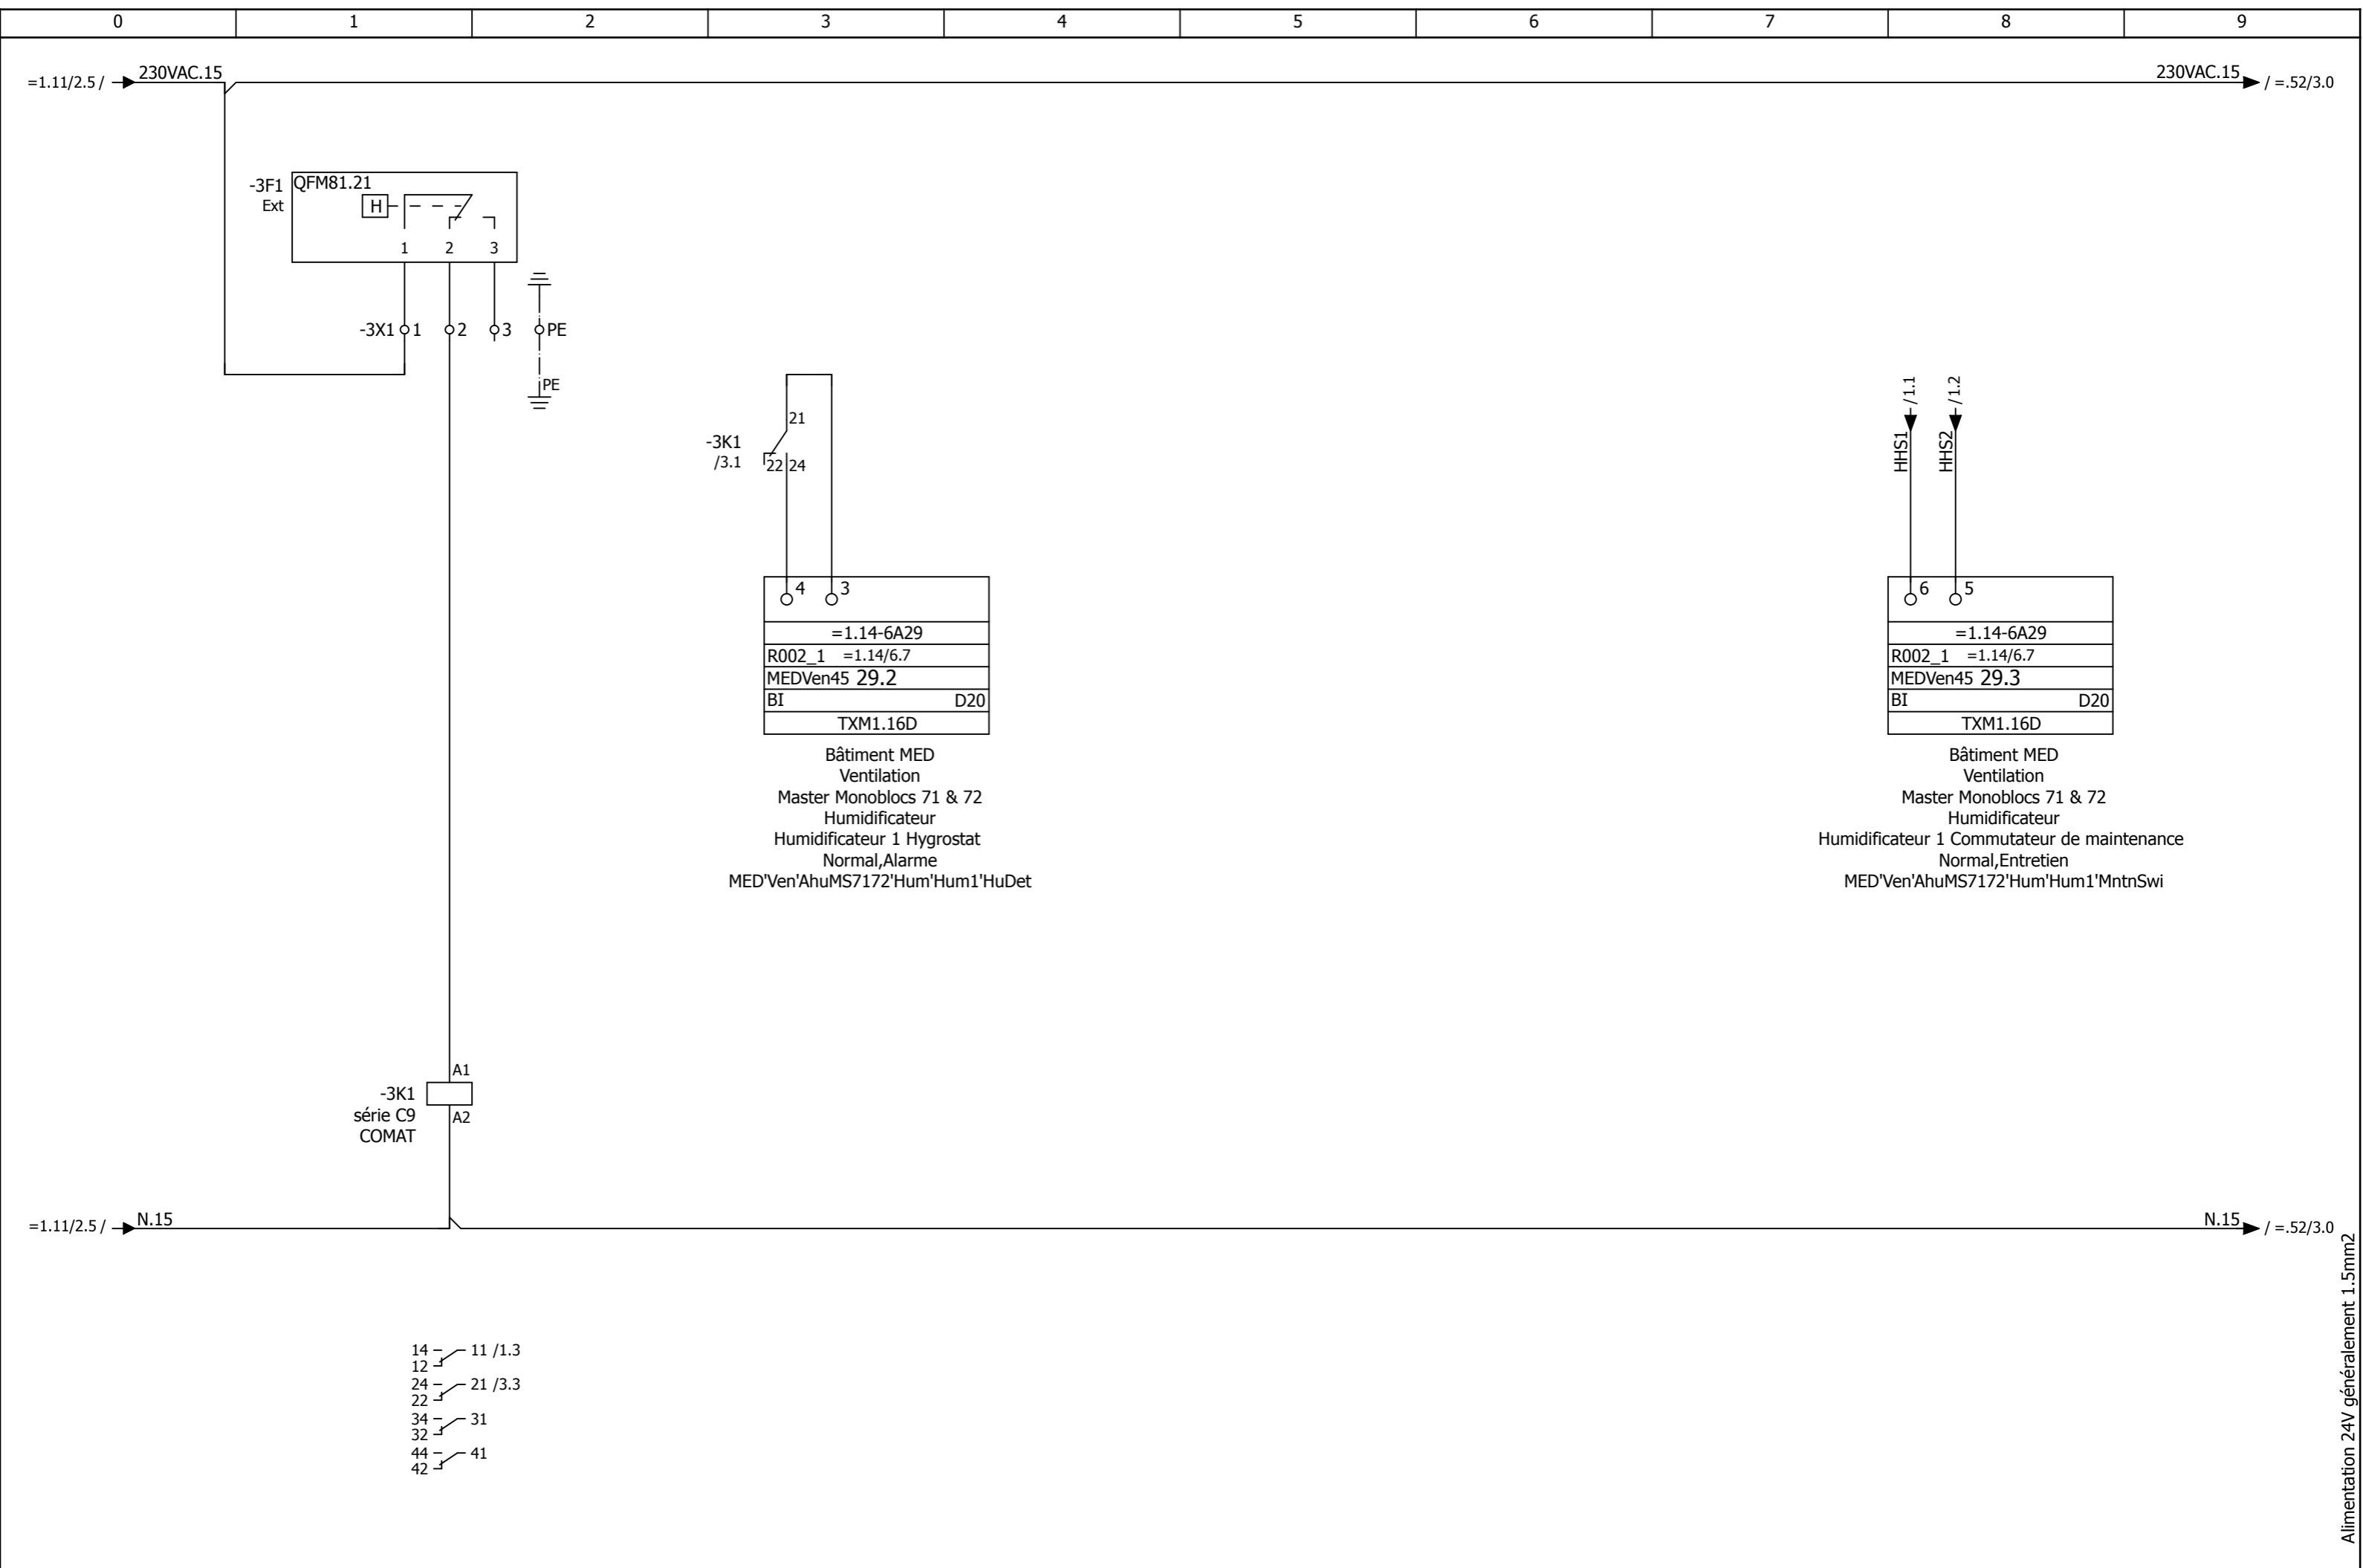 0 1 2 3 4 5 6 7 8 9
=1.11/2.5 / 230VAC.15
230VAC.15 / =.52/3.0
-3F1 QFM81.21
Ext H
1 2 3
-3X1 1 2 3 PE
PE
-3K1
/3.1
21
22 24
/1.1
/1.2
HHS1
HHS2
4 3
=1.14-6A29
R002_1 =1.14/6.7
MEDVen45 29.2
BI D20
TXM1.16D
Bâtiment MED
Ventilation
Master Monoblocs 71 & 72
Humidificateur
Humidificateur 1 Hygrostat
Normal,Alarme
MED'Ven'AhuMS7172'Hum'Hum1'HuDet
6 5
=1.14-6A29
R002_1 =1.14/6.7
MEDVen45 29.3
BI D20
TXM1.16D
Bâtiment MED
Ventilation
Master Monoblocs 71 & 72
Humidificateur
Humidificateur 1 Commutateur de maintenance
Normal,Entretien
MED'Ven'AhuMS7172'Hum'Hum1'MntnSwi
A1
-3K1
série C9
COMAT
A2
=1.11/2.5 / N.15
N.15 / =.52/3.0
14 11 /1.3
12
24 21 /3.3
22
34 31
32
44 41
42
Alimentation 24V généralement 1.5mm2